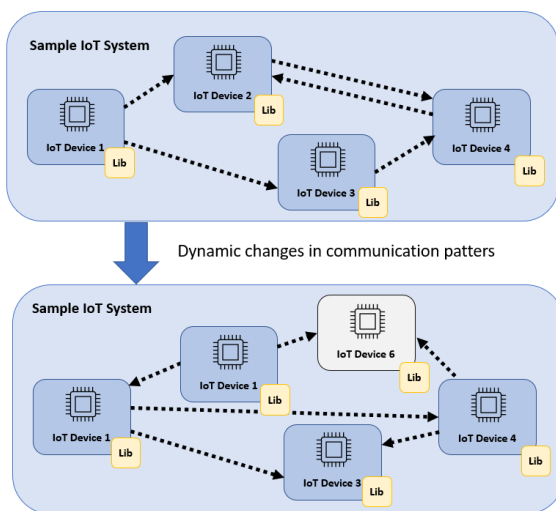 Sample IoT System
IoT Device 2
Lib
IoT Device 1
Lib
IoT Device 4
Lib
IoT Device 3
Lib
Dynamic changes in communication patters
Sample IoT System
IoT Device 6
Lib
IoT Device 1
Lib
IoT Device 1
Lib
IoT Device 4
Lib
IoT Device 3
Lib